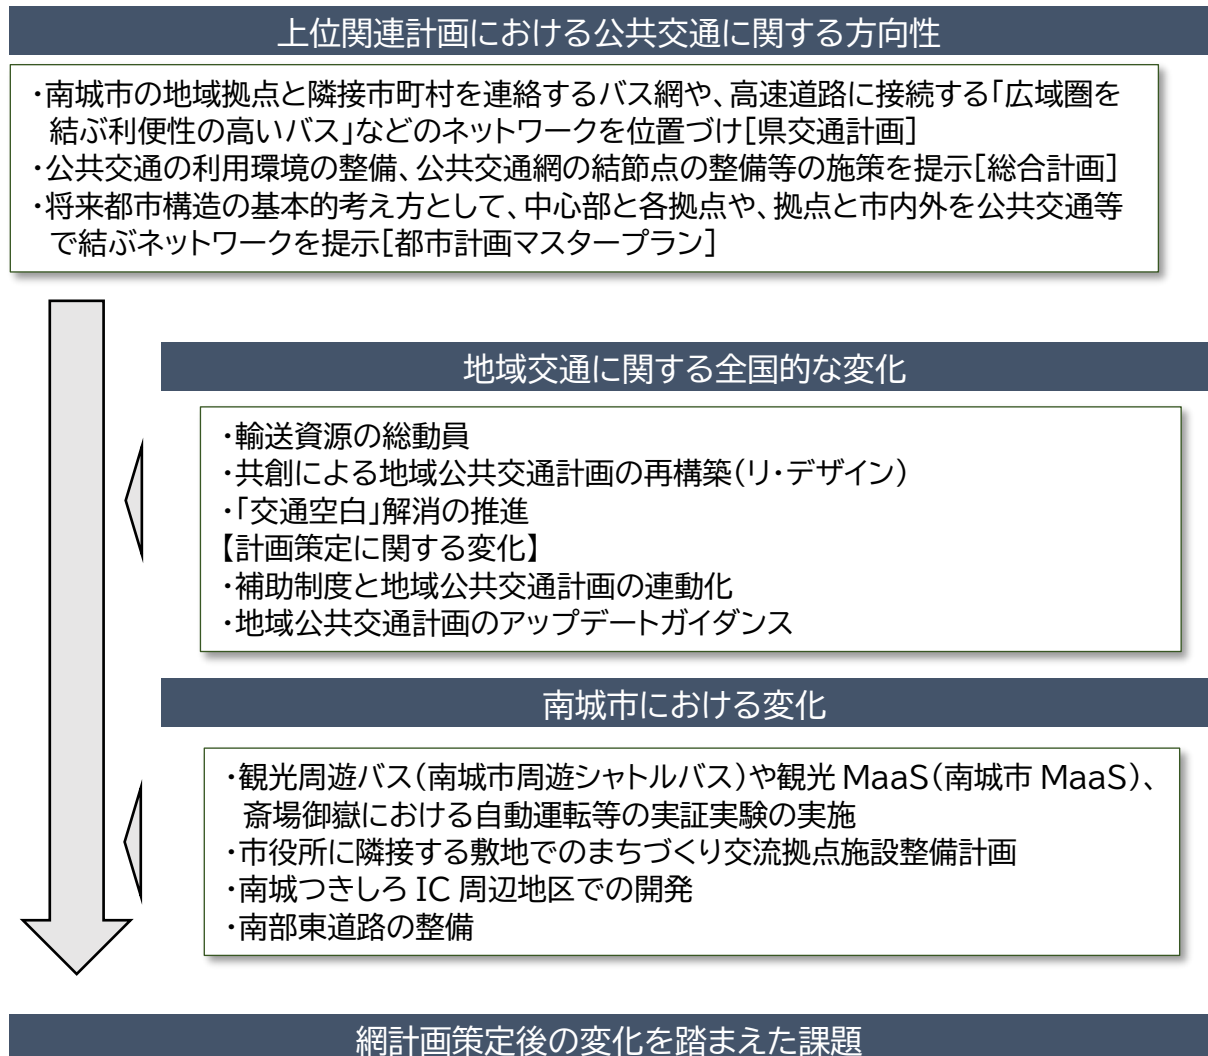 上位関連計画における公共交通に関する方向性
・南城市の地域拠点と隣接市町村を連絡するバス網や、高速道路に接続する「広域圏を
結ぶ利便性の高いバス」などのネットワークを位置づけ[県交通計画]
・公共交通の利用環境の整備、公共交通網の結節点の整備等の施策を提示[総合計画]
・将来都市構造の基本的考え方として、中心部と各拠点や、拠点と市内外を公共交通等
で結ぶネットワークを提示[都市計画マスタープラン]
地域交通に関する全国的な変化
・輸送資源の総動員
・共創による地域公共交通計画の再構築(リ・デザイン)
・「交通空白」解消の推進
【計画策定に関する変化】
・補助制度と地域公共交通計画の連動化
・地域公共交通計画のアップデートガイダンス
南城市における変化
・観光周遊バス(南城市周遊シャトルバス)や観光 MaaS(南城市 MaaS)、
斎場御嶽における自動運転等の実証実験の実施
・市役所に隣接する敷地でのまちづくり交流拠点施設整備計画
・南城つきしろ IC 周辺地区での開発
・南部東道路の整備
網計画策定後の変化を踏まえた課題